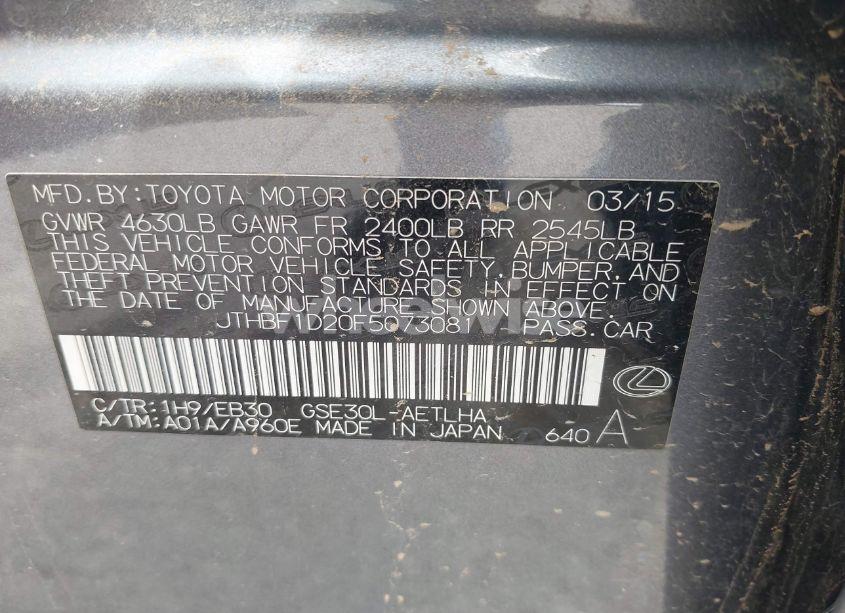 MFD.BY:TOYOTA MOTOR CORPORATION 03/15
GVWR 4630LB GAWR FR 2400LB RR 2545LB
THIS VEHICLE CONFORMS TO ALL APPLICABLE
FEDERAL MOTOR VEHICLE SAFETY, BUMPER, AND
THEFT PREVENTION STANDARDS IN EFFECT ON
THE DATE OF MANUFACTURE SHOWN ABOVE.
JTHBF1D20F5073081 PASS.CAR
C/TR:1H9/EB30 GSE30L-AETLHA
A/TM:A01A/A960E MADE IN JAPAN 640 A